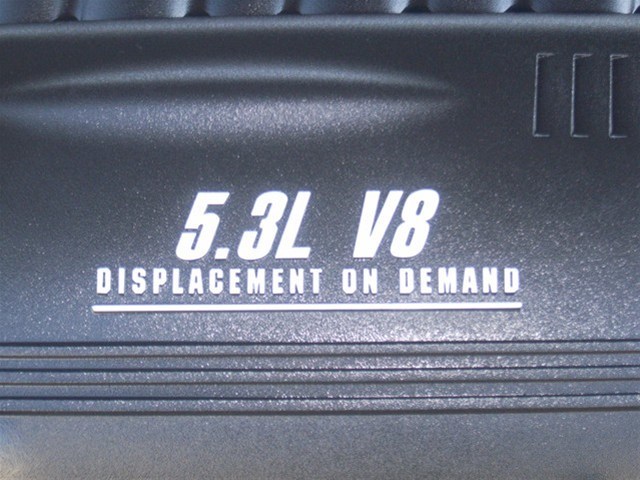 5.3L V8
DISPLACEMENT ON DEMAND